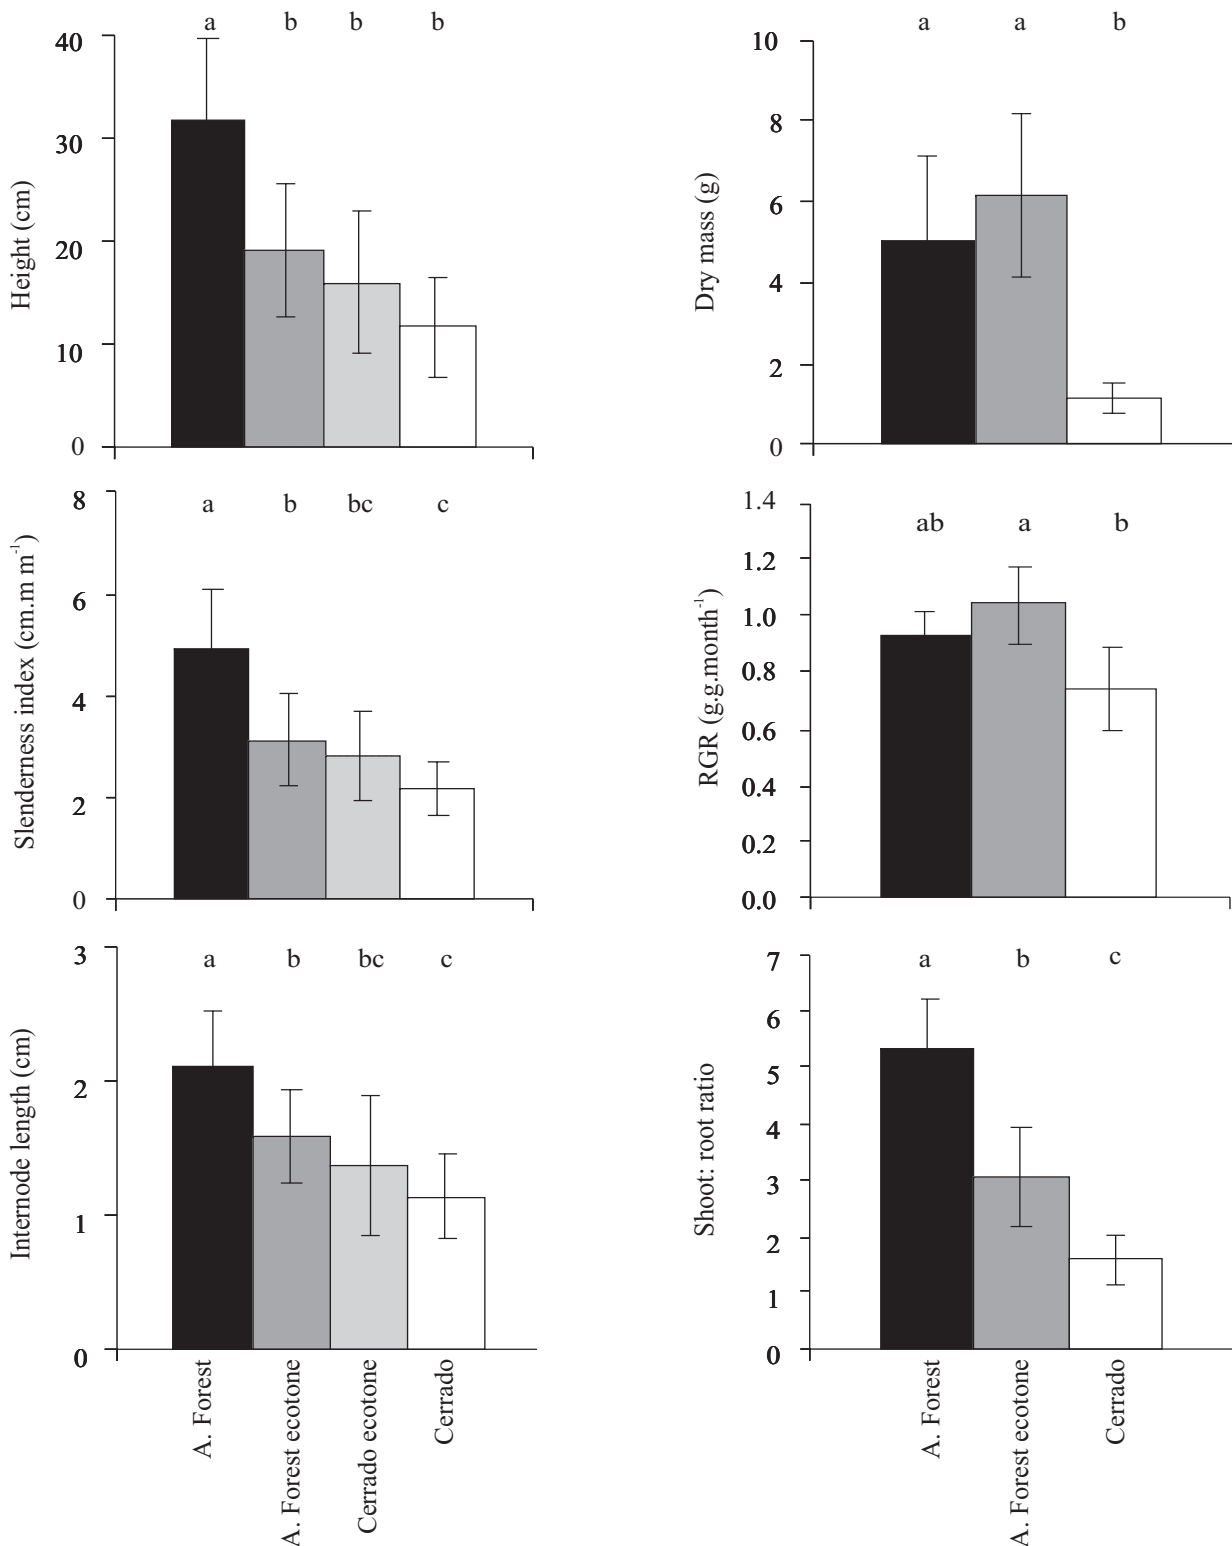 a b b b
40
30
20
10
0
Height (cm)
a a b
10
8
6
4
2
0
Dry mass (g)
a b bc c
8
6
4
2
0
Slenderness index (cm.m m-1)
ab a b
1.4
1.2
1.0
0.8
0.6
0.4
0.2
0.0
RGR (g.g.month-1)
a b bc c
3
2
1
0
Internode length (cm)
A. Forest
A. Forest ecotone
Cerrado ecotone
Cerrado
a b c
7
6
5
4
3
2
1
0
Shoot: root ratio
A. Forest
A. Forest ecotone
Cerrado